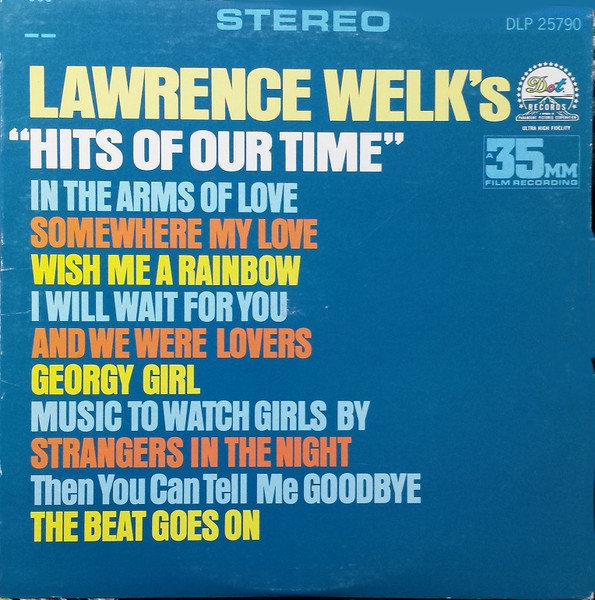 STEREO
DLP 25790
LAWRENCE WELK's
Dot
RECORDS
PARAMOUNT PICTURES CORPORATION
ULTRA HIGH FIDELITY
"HITS OF OUR TIME"
A 35MM
FILM RECORDING
IN THE ARMS OF LOVE
SOMEWHERE MY LOVE
WISH ME A RAINBOW
I WILL WAIT FOR YOU
AND WE WERE LOVERS
GEORGY GIRL
MUSIC TO WATCH GIRLS BY
STRANGERS IN THE NIGHT
Then You Can Tell Me GOODBYE
THE BEAT GOES ON